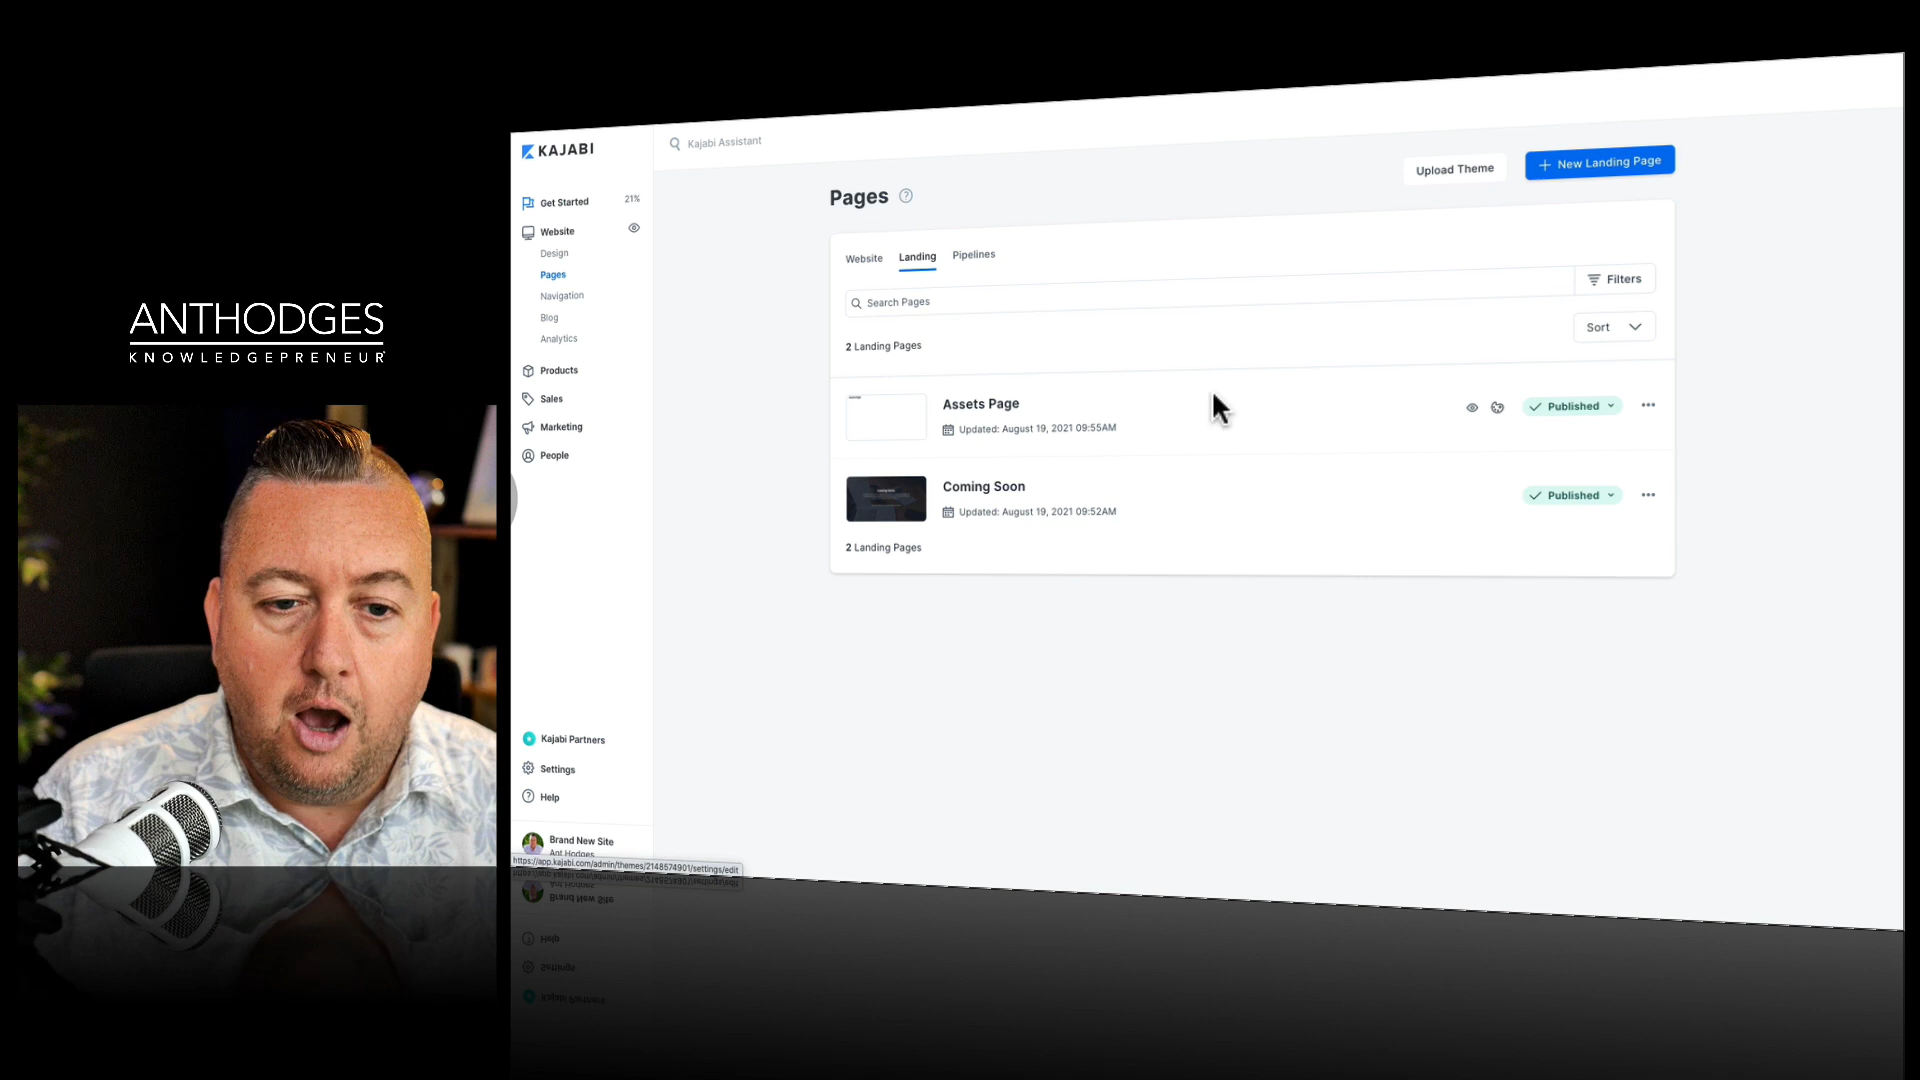 ANTHODGES
KNOWLEDGEPRENEUR
KAJABI
Kajabi Assistant
Get Started 21%
Website
Design
Pages
Navigation
Blog
Analytics
Products
Sales
Marketing
People
Kajabi Partners
Settings
Help
Brand New Site
Ant Hodges
https://app.kajabi.com/admin/themes/2148574901/settings/edit
Pages ?
Upload Theme
+ New Landing Page
Website Landing Pipelines
Search Pages
Filters
Sort
2 Landing Pages
Assets Page
Updated: August 19, 2021 09:55AM
Published
Coming Soon
Updated: August 19, 2021 09:52AM
Published
2 Landing Pages